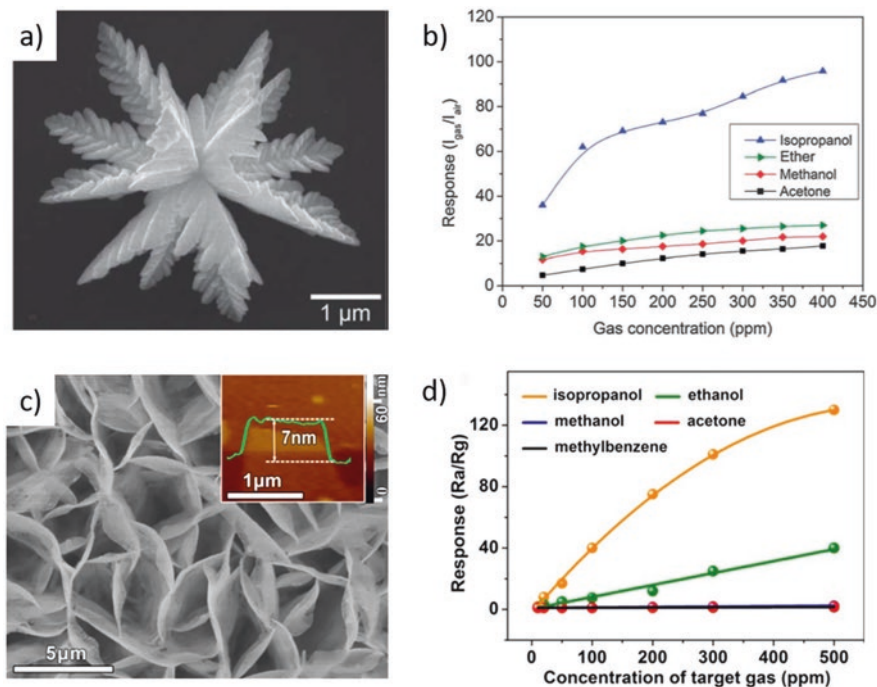 a)
1 μm
b)
Response (Igas/Iair)
120
100
80
60
40
20
0
Isopropanol
Ether
Methanol
Acetone
0 50 100 150 200 250 300 350 400 450
Gas concentration (ppm)
c)
60 nm
0
7nm
1μm
5μm
d)
Response (Ra/Rg)
120
80
40
0
isopropanol ethanol
methanol acetone
methylbenzene
0 100 200 300 400 500
Concentration of target gas (ppm)